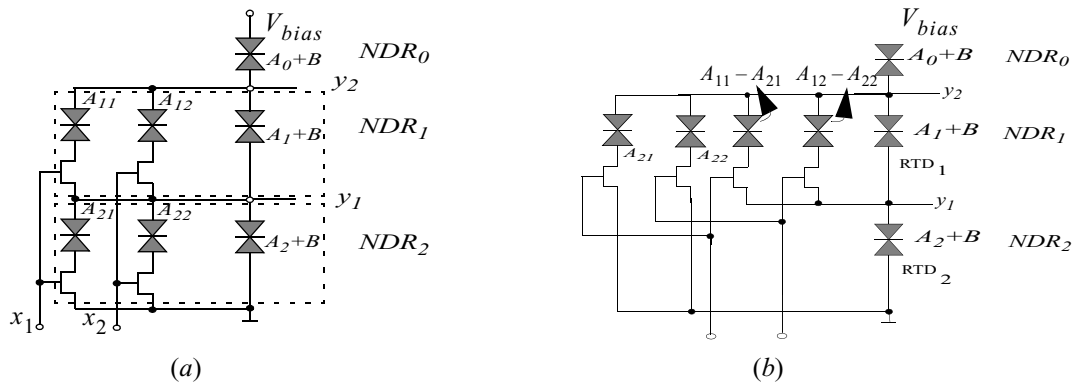 V_bias
A_0+B NDR_0
y_2
A_11 A_12
A_1+B NDR_1
y_1
A_21 A_22
A_2+B NDR_2
x_1 x_2
(a)
V_bias
A_0+B NDR_0
A_11 – A_21 A_12 – A_22
y_2
A_1+B NDR_1
A_21 A_22
RTD_1
y_1
A_2+B NDR_2
RTD_2
(b)